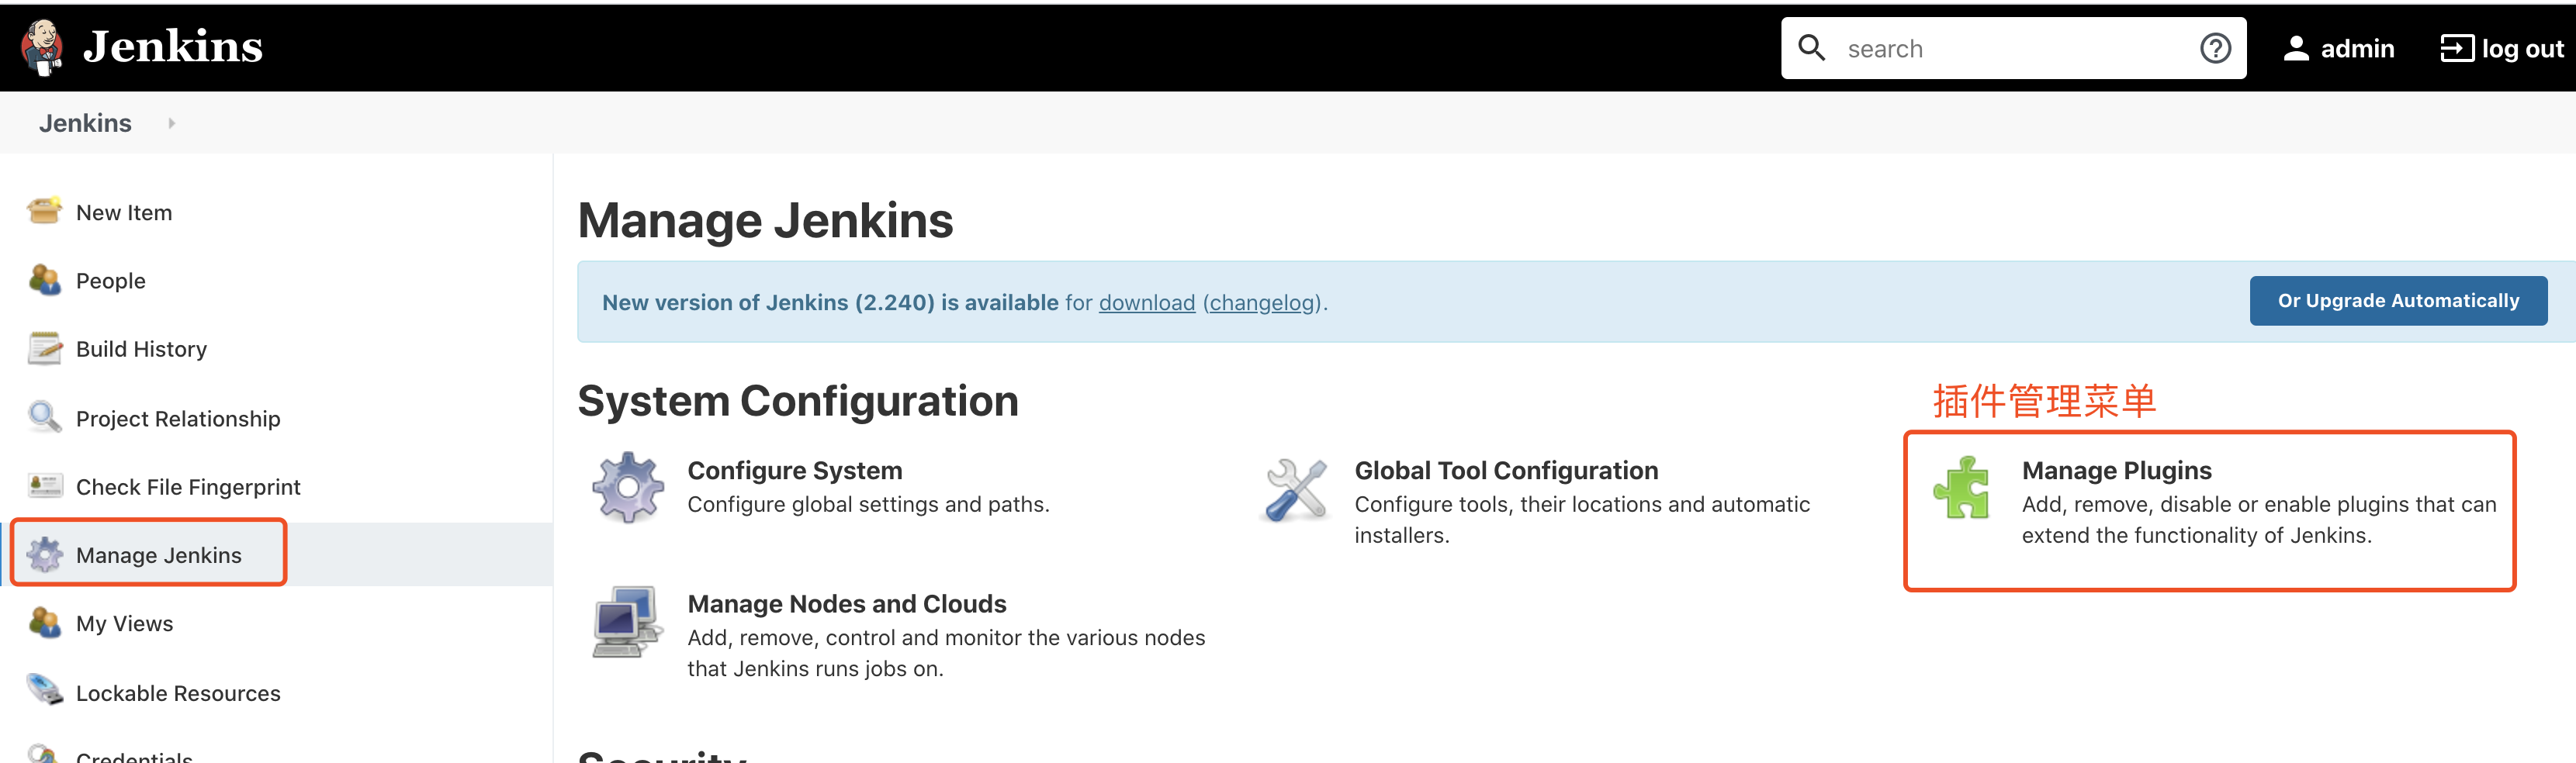 Jenkins
search
admin
log out
Jenkins
New Item
People
Build History
Project Relationship
Check File Fingerprint
Manage Jenkins
My Views
Lockable Resources
Credentials
Manage Jenkins
New version of Jenkins (2.240) is available for download (changelog).
Or Upgrade Automatically
System Configuration
Configure System
Configure global settings and paths.
Global Tool Configuration
Configure tools, their locations and automatic
installers.
插件管理菜单
Manage Plugins
Add, remove, disable or enable plugins that can
extend the functionality of Jenkins.
Manage Nodes and Clouds
Add, remove, control and monitor the various nodes
that Jenkins runs jobs on.
Security